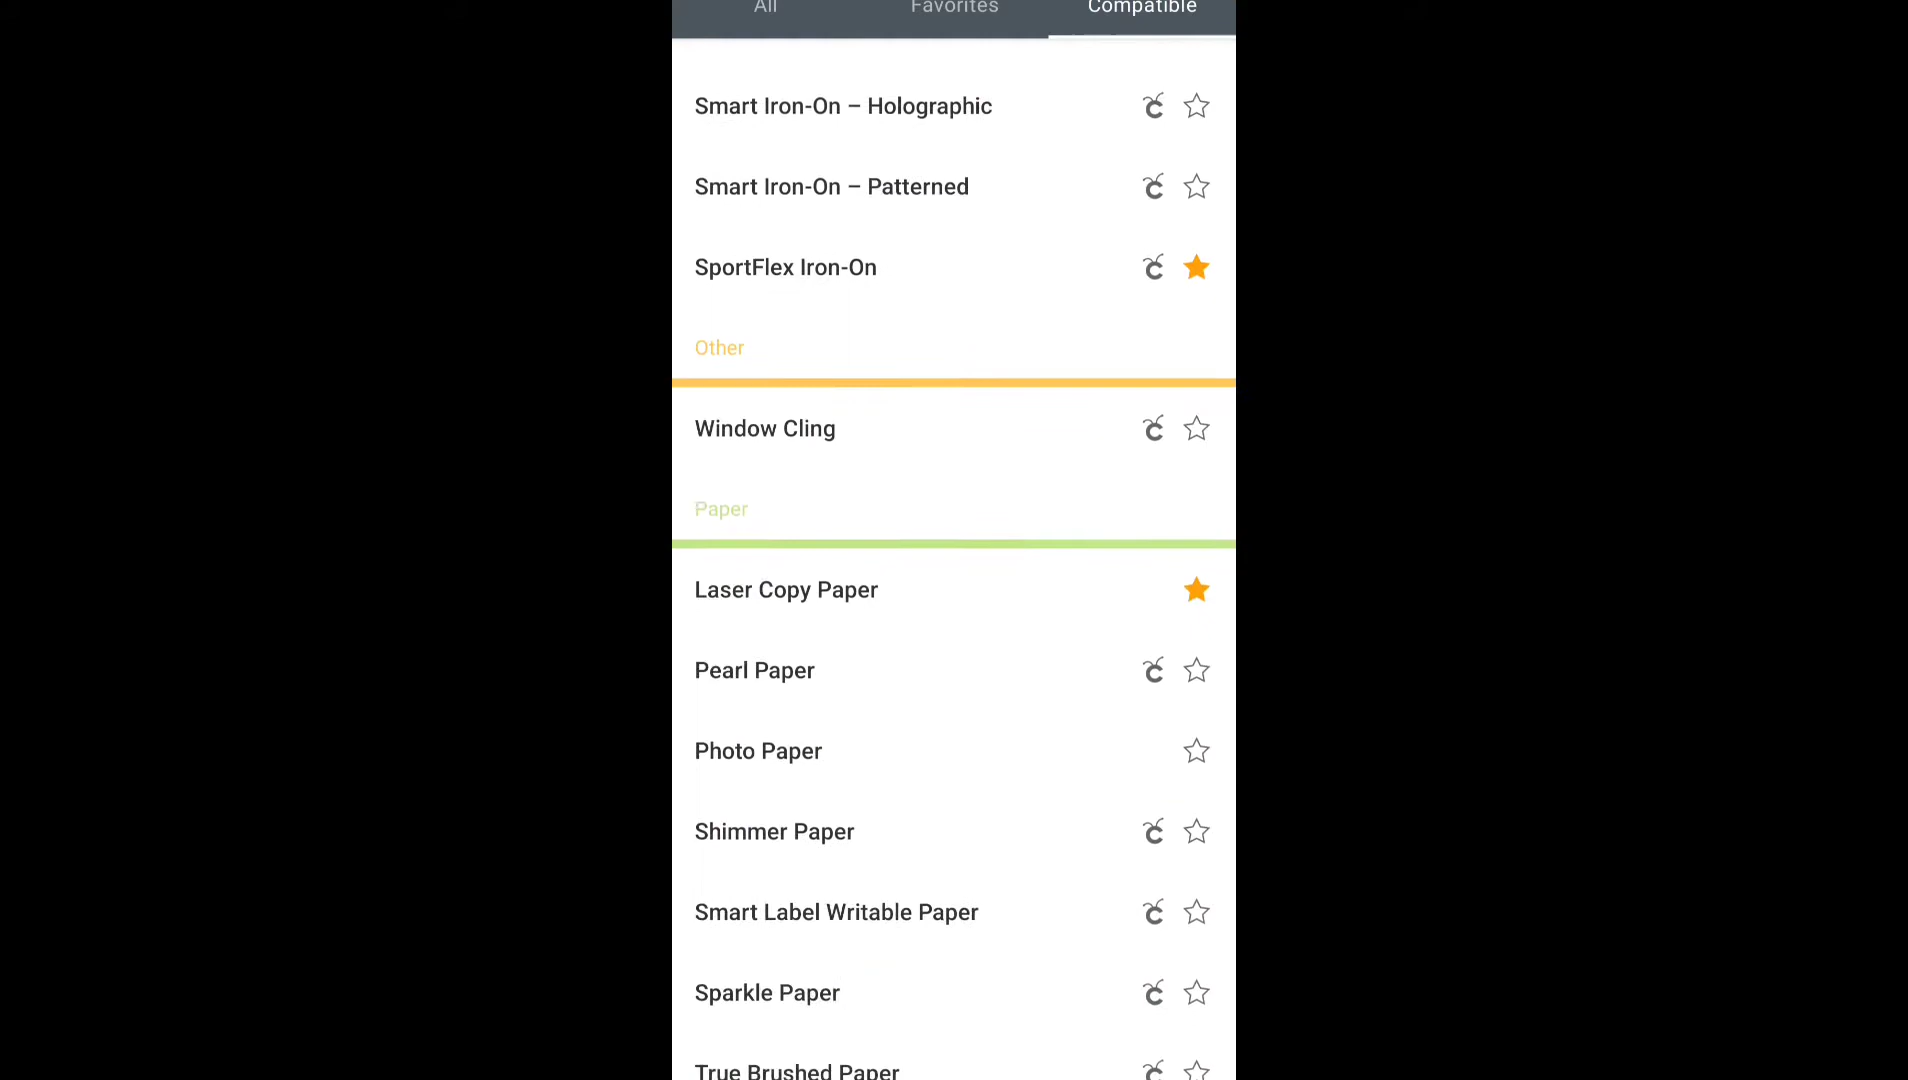 All
Favorites
Compatible
Smart Iron-On – Holographic
Smart Iron-On – Patterned
SportFlex Iron-On
Other
Window Cling
Paper
Laser Copy Paper
Pearl Paper
Photo Paper
Shimmer Paper
Smart Label Writable Paper
Sparkle Paper
True Brushed Paper